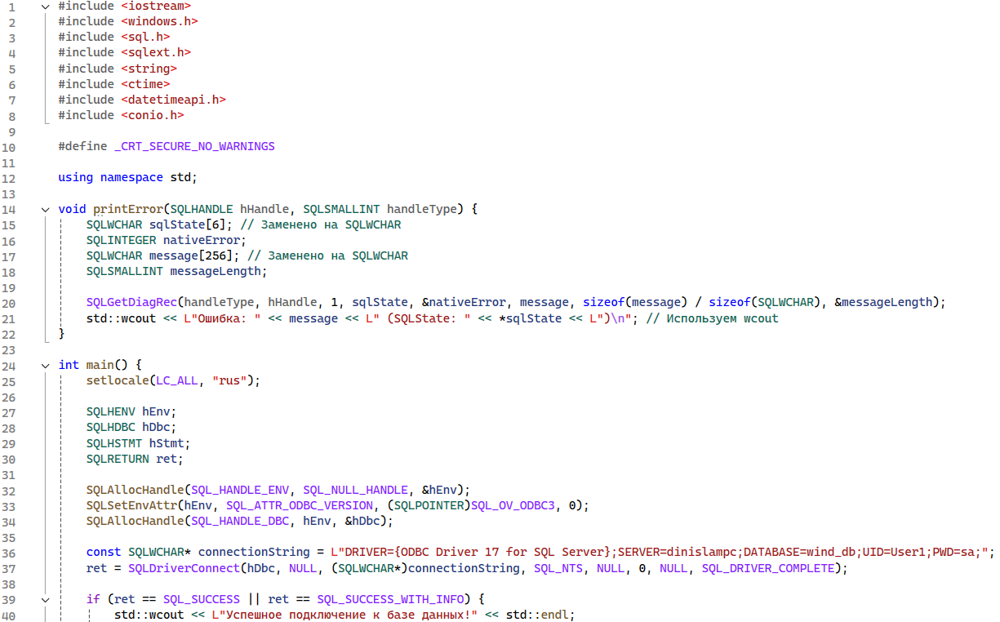 1 #include <iostream>
2 #include <windows.h>
3 #include <sql.h>
4 #include <sqlext.h>
5 #include <string>
6 #include <ctime>
7 #include <datetimeapi.h>
8 #include <conio.h>
9
10 #define _CRT_SECURE_NO_WARNINGS
11
12 using namespace std;
13
14 void printError(SQLHANDLE hHandle, SQLSMALLINT handleType) {
15 SQLWCHAR sqlState[6]; // Заменено на SQLWCHAR
16 SQLINTEGER nativeError;
17 SQLWCHAR message[256]; // Заменено на SQLWCHAR
18 SQLSMALLINT messageLength;
19
20 SQLGetDiagRec(handleType, hHandle, 1, sqlState, &nativeError, message, sizeof(message) / sizeof(SQLWCHAR), &messageLength);
21 std::wcout << L"Ошибка: " << message << L" (SQLState: " << *sqlState << L")\n"; // Используем wcout
22 }
23
24 int main() {
25 setlocale(LC_ALL, "rus");
26
27 SQLHENV hEnv;
28 SQLHDBC hDbc;
29 SQLHSTMT hStmt;
30 SQLRETURN ret;
31
32 SQLAllocHandle(SQL_HANDLE_ENV, SQL_NULL_HANDLE, &hEnv);
33 SQLSetEnvAttr(hEnv, SQL_ATTR_ODBC_VERSION, (SQLPOINTER)SQL_OV_ODBC3, 0);
34 SQLAllocHandle(SQL_HANDLE_DBC, hEnv, &hDbc);
35
36 const SQLWCHAR* connectionString = L"DRIVER={ODBC Driver 17 for SQL Server};SERVER=dinislampc;DATABASE=wind_db;UID=User1;PWD=sa;";
37 ret = SQLDriverConnect(hDbc, NULL, (SQLWCHAR*)connectionString, SQL_NTS, NULL, 0, NULL, SQL_DRIVER_COMPLETE);
38
39 if (ret == SQL_SUCCESS || ret == SQL_SUCCESS_WITH_INFO) {
40 std::wcout << L"Успешное подключение к базе данных!" << std::endl;